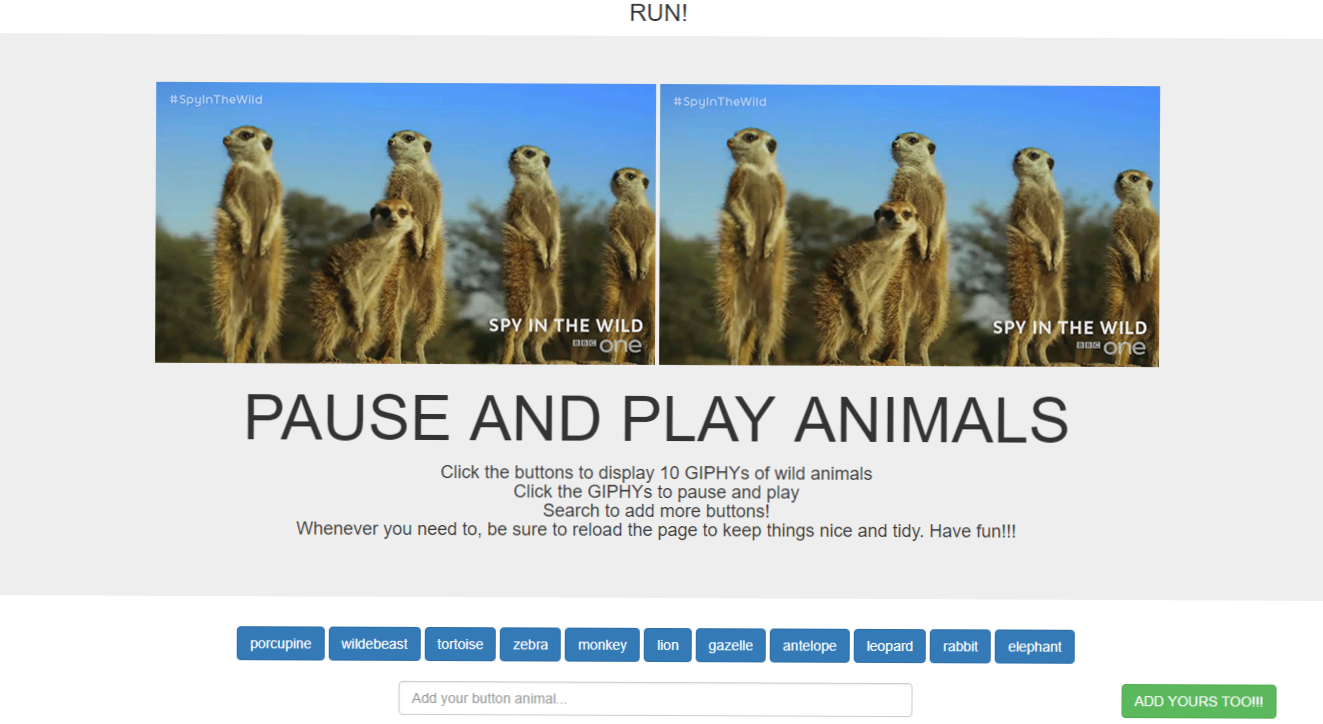 RUN!
#SpyInTheWild #SpyInTheWild
SPY IN THE WILD SPY IN THE WILD
BBC one BBC one
PAUSE AND PLAY ANIMALS
Click the buttons to display 10 GIPHYs of wild animals
Click the GIPHYs to pause and play
Search to add more buttons!
Whenever you need to, be sure to reload the page to keep things nice and tidy. Have fun!!!
porcupine wildebeast tortoise zebra monkey lion gazelle antelope leopard rabbit elephant
Add your button animal... ADD YOURS TOO!!!